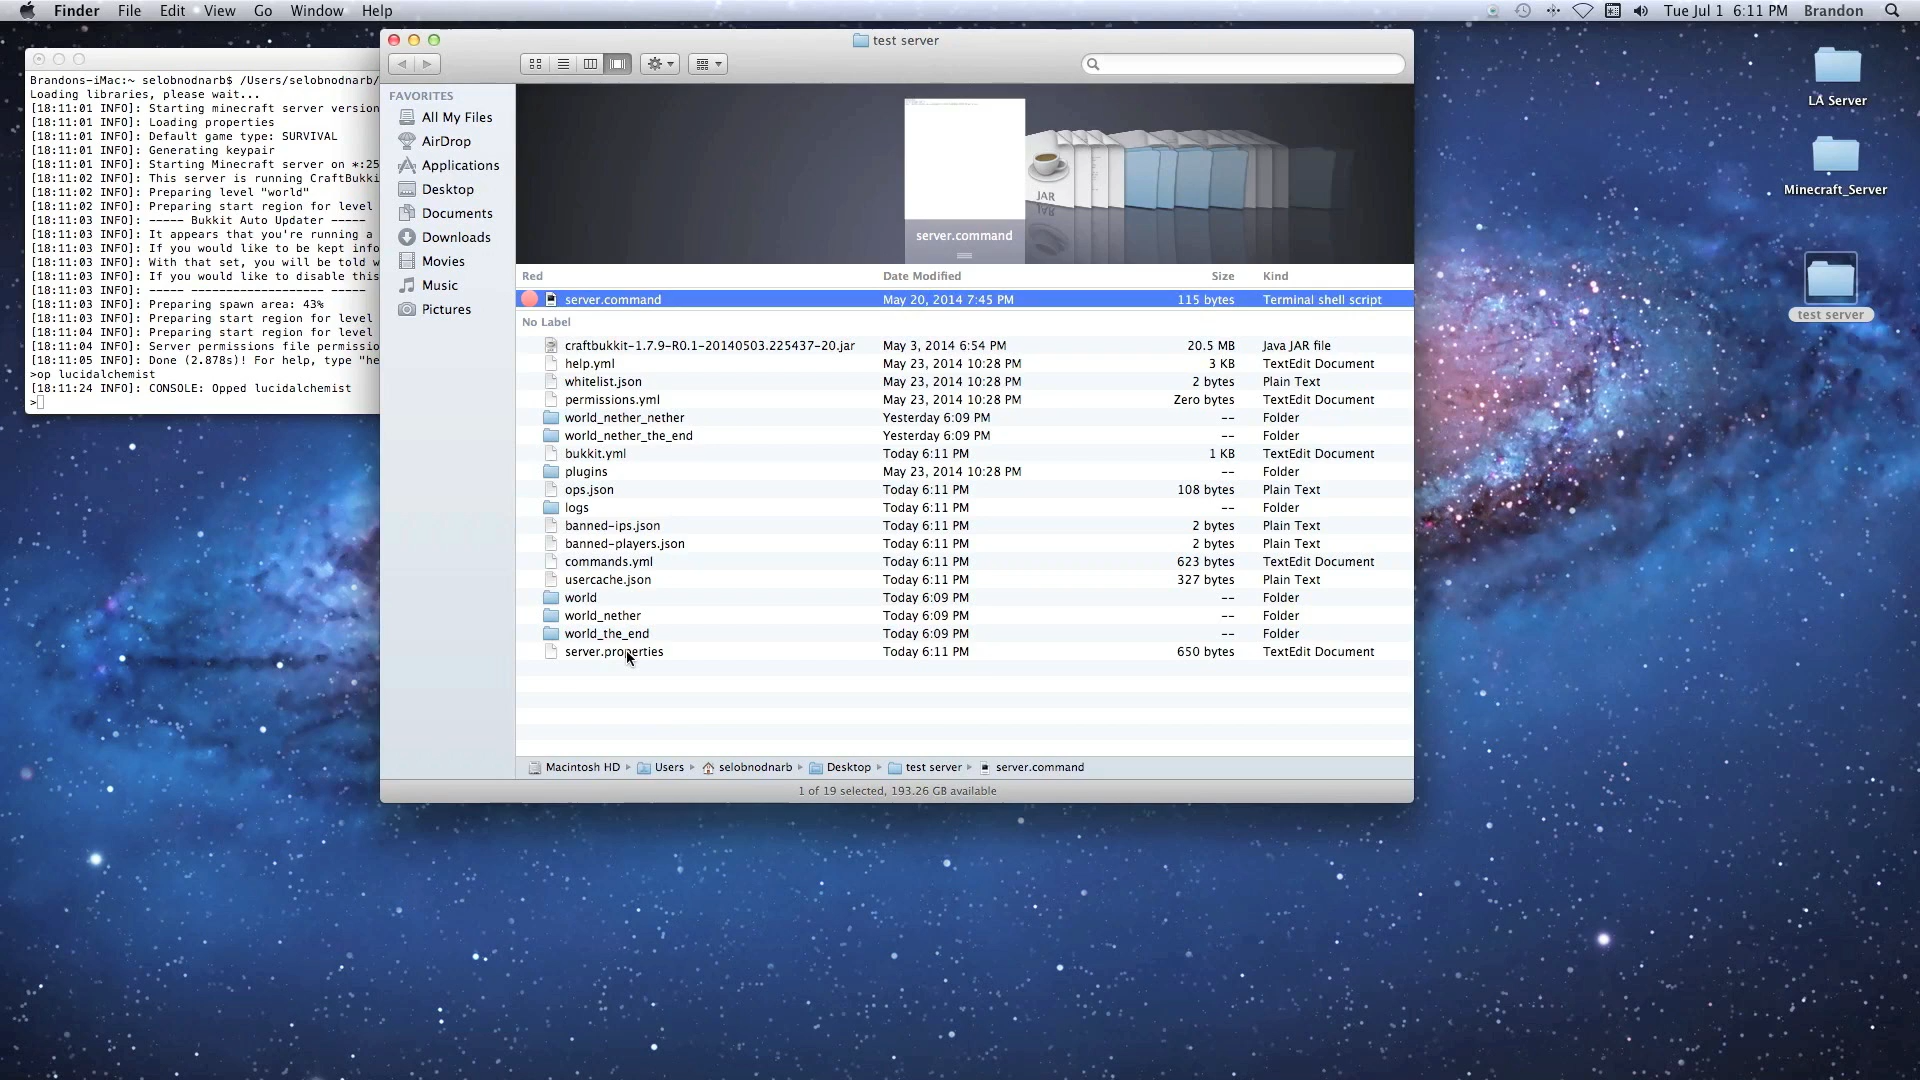 Finder File Edit View Go Window Help
Tue Jul 1 6:11 PM Brandon
Brandons-iMac:~ selobnodnarb$ /Users/selobnodnarb/
Loading libraries, please wait...
[18:11:01 INFO]: Starting minecraft server version
[18:11:01 INFO]: Loading properties
[18:11:01 INFO]: Default game type: SURVIVAL
[18:11:01 INFO]: Generating keypair
[18:11:01 INFO]: Starting Minecraft server on *:25
[18:11:02 INFO]: This server is running CraftBukki
[18:11:02 INFO]: Preparing level "world"
[18:11:02 INFO]: Preparing start region for level
[18:11:03 INFO]: ----- Bukkit Auto Updater -----
[18:11:03 INFO]: It appears that you're running a
[18:11:03 INFO]: If you would like to be kept info
[18:11:03 INFO]: With that set, you will be told w
[18:11:03 INFO]: If you would like to disable this
[18:11:03 INFO]: ----- ------------------- -----
[18:11:03 INFO]: Preparing spawn area: 43%
[18:11:03 INFO]: Preparing start region for level
[18:11:04 INFO]: Preparing start region for level
[18:11:04 INFO]: Server permissions file permissio
[18:11:05 INFO]: Done (2.878s)! For help, type "he
>op lucidalchemist
[18:11:24 INFO]: CONSOLE: Opped lucidalchemist
>
test server
FAVORITES
All My Files
AirDrop
Applications
Desktop
Documents
Downloads
Movies
Music
Pictures
JAR
server.command
Red Date Modified Size Kind
server.command May 20, 2014 7:45 PM 115 bytes Terminal shell script
No Label
craftbukkit-1.7.9-R0.1-20140503.225437-20.jar May 3, 2014 6:54 PM 20.5 MB Java JAR file
help.yml May 23, 2014 10:28 PM 3 KB TextEdit Document
whitelist.json May 23, 2014 10:28 PM 2 bytes Plain Text
permissions.yml May 23, 2014 10:28 PM Zero bytes TextEdit Document
world_nether_nether Yesterday 6:09 PM -- Folder
world_nether_the_end Yesterday 6:09 PM -- Folder
bukkit.yml Today 6:11 PM 1 KB TextEdit Document
plugins May 23, 2014 10:28 PM -- Folder
ops.json Today 6:11 PM 108 bytes Plain Text
logs Today 6:11 PM -- Folder
banned-ips.json Today 6:11 PM 2 bytes Plain Text
banned-players.json Today 6:11 PM 2 bytes Plain Text
commands.yml Today 6:11 PM 623 bytes TextEdit Document
usercache.json Today 6:11 PM 327 bytes Plain Text
world Today 6:09 PM -- Folder
world_nether Today 6:09 PM -- Folder
world_the_end Today 6:09 PM -- Folder
server.properties Today 6:11 PM 650 bytes TextEdit Document
Macintosh HD Users selobnodnarb Desktop test server server.command
1 of 19 selected, 193.26 GB available
LA Server
Minecraft_Server
test server